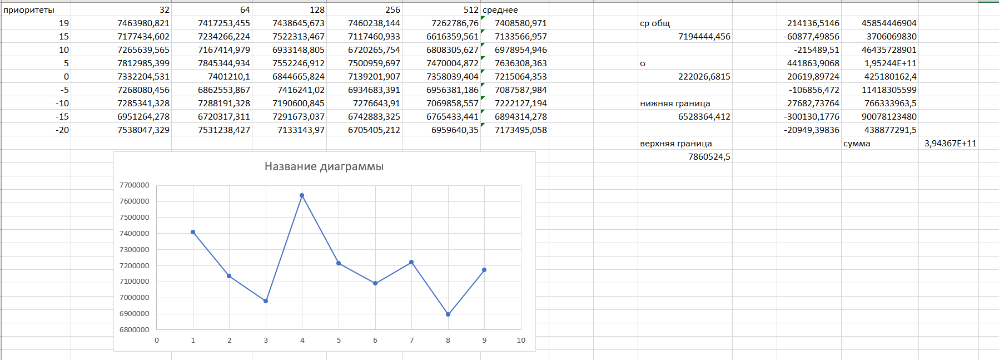 приоритеты 32 64 128 256 512 среднее
19 7463980,821 7417253,455 7438645,673 7460238,144 7262786,76 7408580,971 ср общ 214136,5146 45854446904
15 7177434,602 7234266,224 7522313,467 7117460,933 6616359,561 7133566,957 7194444,456 -60877,49856 3706069830
10 7265639,565 7167414,979 6933148,805 6720265,754 6808305,627 6978954,946 -215489,51 46435728901
5 7812985,399 7845344,934 7552246,912 7500959,697 7470004,872 7636308,363 σ 441863,9068 1,95244E+11
0 7332204,531 7401210,1 6844665,824 7139201,907 7358039,404 7215064,353 222026,6815 20619,89724 425180162,4
-5 7268080,456 6862553,867 7416241,02 6934683,391 6956381,186 7087587,984 -106856,472 11418305599
-10 7285341,328 7288191,328 7190600,845 7276643,91 7069858,557 7222127,194 нижняя граница 27682,73764 766333963,5
-15 6951264,278 6720317,311 7291673,037 6742883,325 6765433,441 6894314,278 6528364,412 -300130,1776 90078123480
-20 7538047,329 7531238,427 7133143,97 6705405,212 6959640,35 7173495,058 -20949,39836 438877291,5
верхняя граница сумма 3,94367E+11
7860524,5
Название диаграммы
7700000
7600000
7500000
7400000
7300000
7200000
7100000
7000000
6900000
6800000
0 1 2 3 4 5 6 7 8 9 10